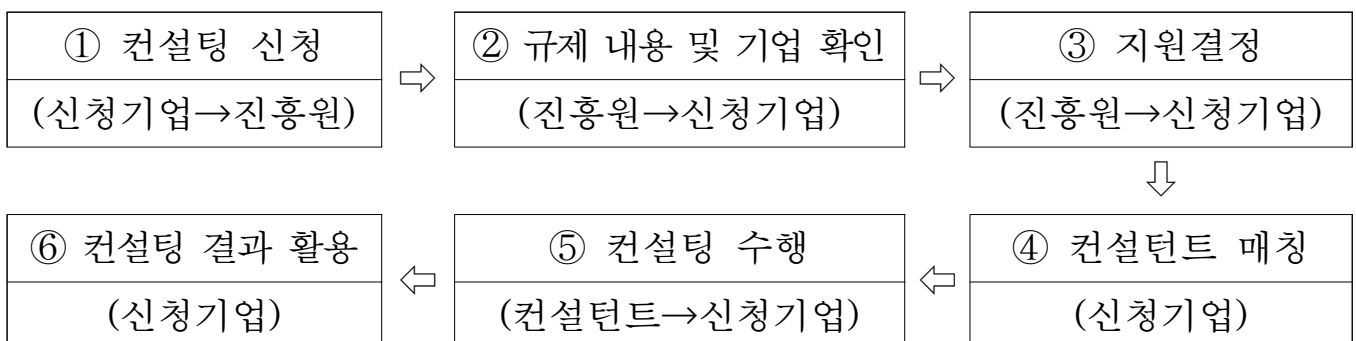 ① 컨설팅 신청
(신청기업→진흥원)
⇨
② 규제 내용 및 기업 확인
(진흥원→신청기업)
⇨
③ 지원결정
(진흥원→신청기업)
⇩
④ 컨설턴트 매칭
(신청기업)
⇦
⑤ 컨설팅 수행
(컨설턴트→신청기업)
⇦
⑥ 컨설팅 결과 활용
(신청기업)